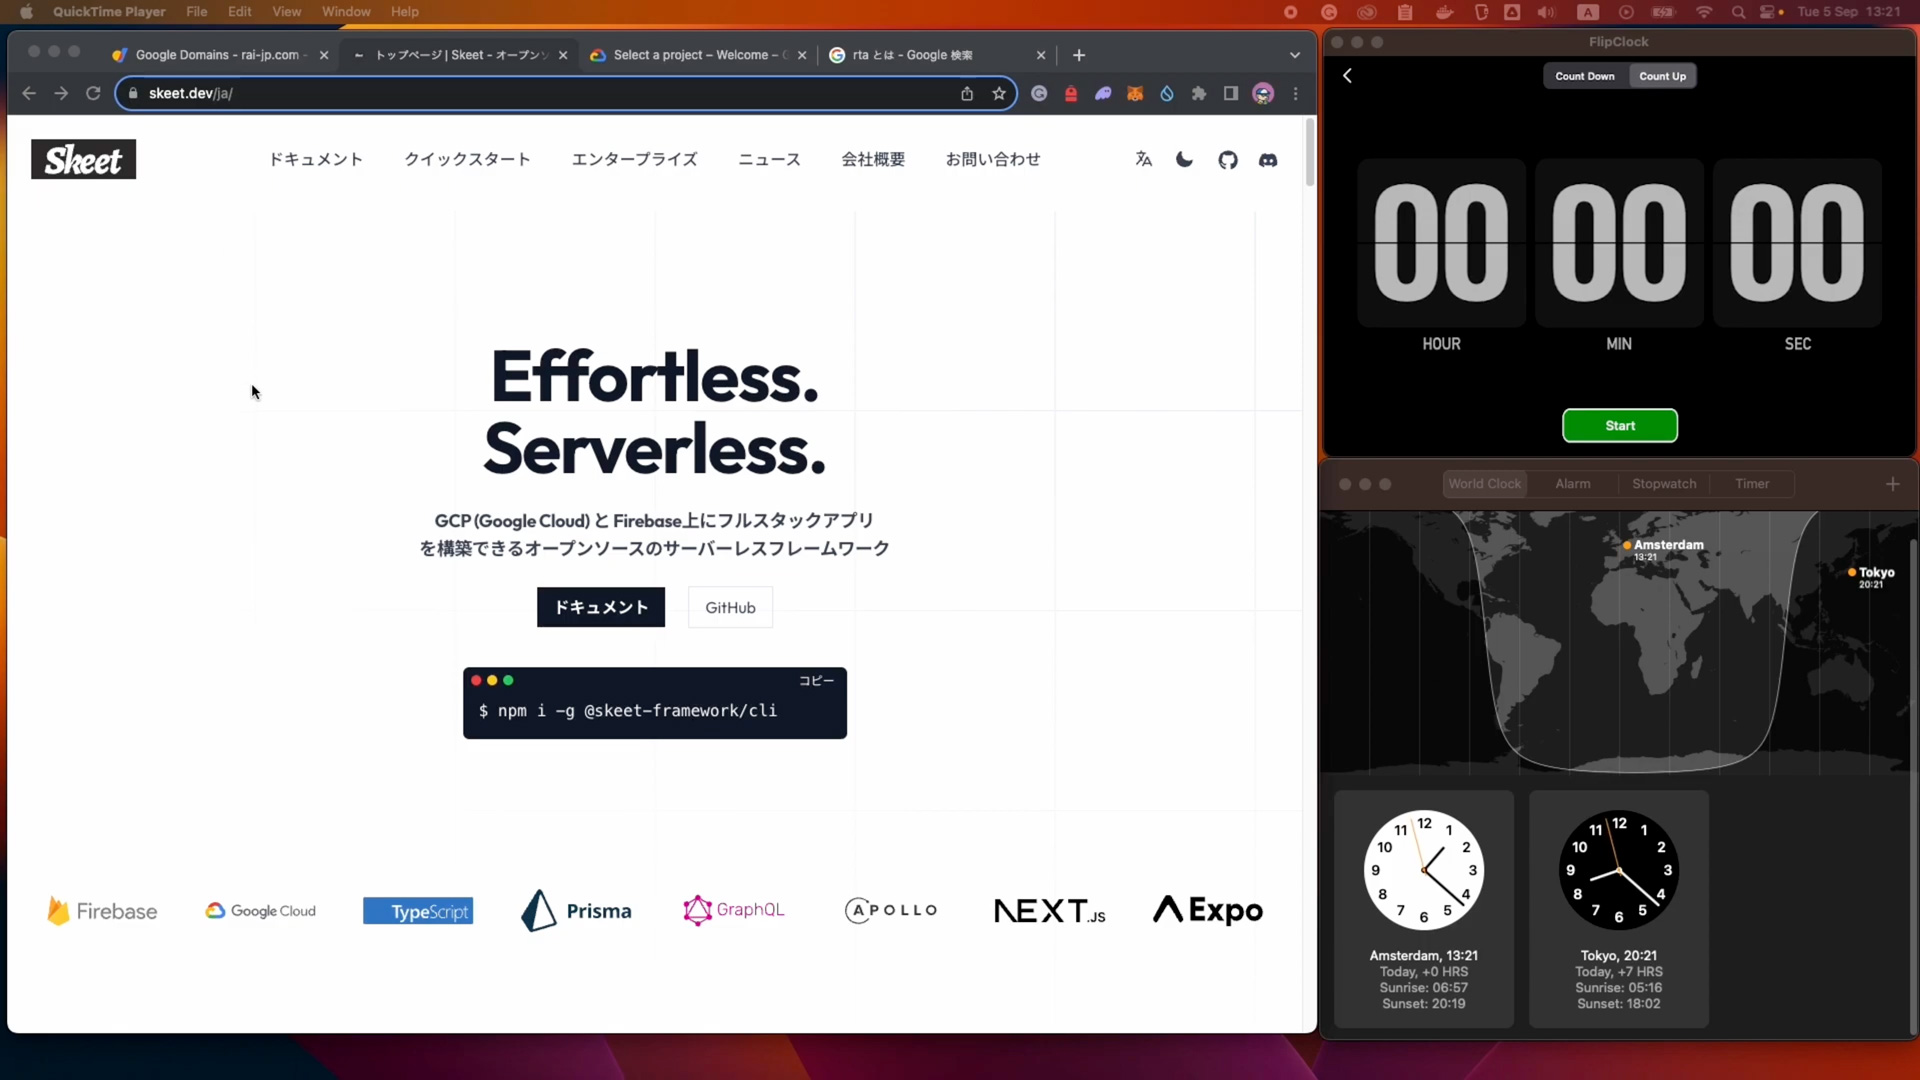 QuickTime Player File Edit View Window Help
A Tue 5 Sep 13:21
Google Domains - rai-jp.com -
トップページ | Skeet - オープンソ
Select a project – Welcome –
rta とは - Google 検索
skeet.dev/ja/
Skeet
ドキュメント クイックスタート エンタープライズ ニュース 会社概要 お問い合わせ
Effortless.
Serverless.
GCP (Google Cloud) と Firebase上にフルスタックアプリ
を構築できるオープンソースのサーバーレスフレームワーク
ドキュメント GitHub
コピー
$ npm i -g @skeet-framework/cli
Firebase Google Cloud TypeScript Prisma GraphQL APOLLO NEXT.JS Expo
FlipClock
Count Down Count Up
00 00 00
HOUR MIN SEC
Start
World Clock Alarm Stopwatch Timer
Amsterdam
13:21
Tokyo
20:21
12 1 2 3 4 5 6 7 8 9 10 11
12 1 2 3 4 5 6 7 8 9 10 11
Amsterdam, 13:21
Today, +0 HRS
Sunrise: 06:57
Sunset: 20:19
Tokyo, 20:21
Today, +7 HRS
Sunrise: 05:16
Sunset: 18:02